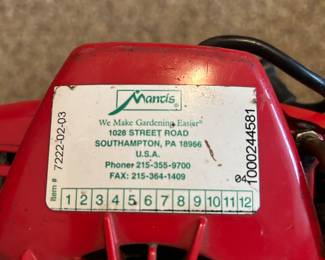 Mantis
We Make Gardening Easier®
1028 STREET ROAD
SOUTHAMPTON, PA 18966
U.S.A.
Phone: 215-355-9700
FAX: 215-364-1409
1 2 3 4 5 6 7 8 9 10 11 12
Item # 7222-02-03
1000244581